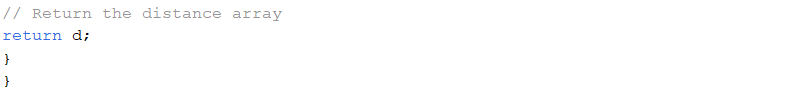 // Return the distance array
return d;
}
}